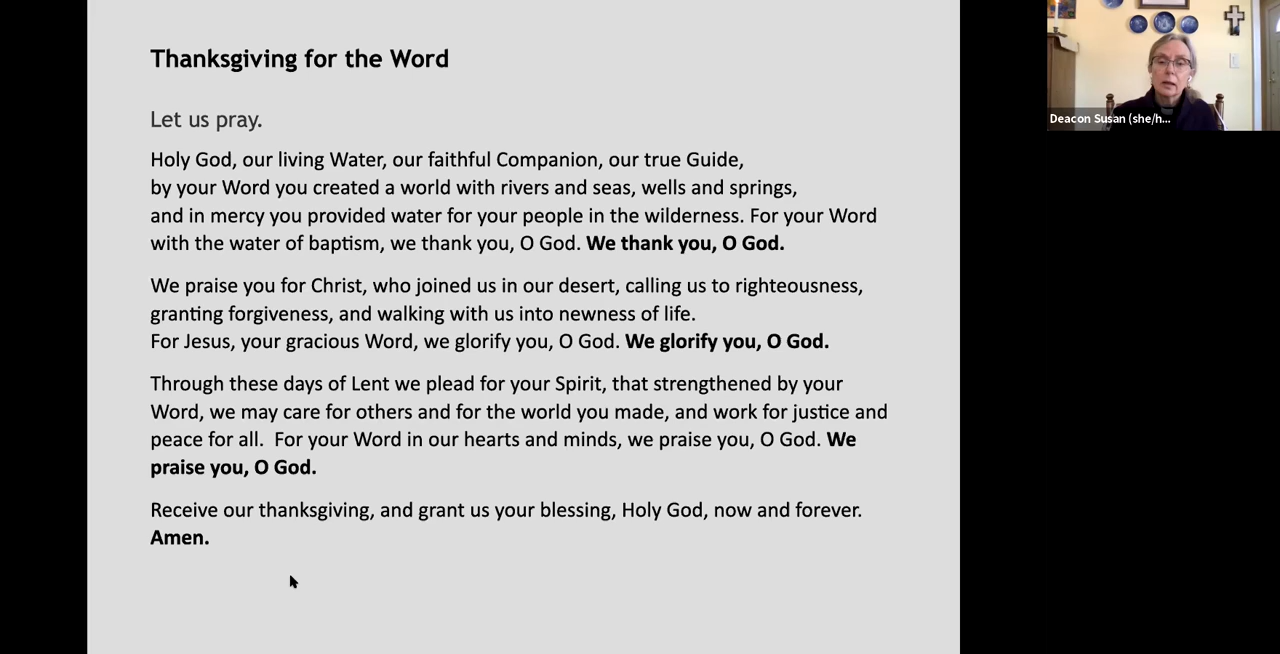 Thanksgiving for the Word
Let us pray.
Holy God, our living Water, our faithful Companion, our true Guide,
by your Word you created a world with rivers and seas, wells and springs,
and in mercy you provided water for your people in the wilderness. For your Word
with the water of baptism, we thank you, O God. We thank you, O God.
We praise you for Christ, who joined us in our desert, calling us to righteousness,
granting forgiveness, and walking with us into newness of life.
For Jesus, your gracious Word, we glorify you, O God. We glorify you, O God.
Through these days of Lent we plead for your Spirit, that strengthened by your
Word, we may care for others and for the world you made, and work for justice and
peace for all.  For your Word in our hearts and minds, we praise you, O God. We
praise you, O God.
Receive our thanksgiving, and grant us your blessing, Holy God, now and forever.
Amen.
Deacon Susan (she/h...